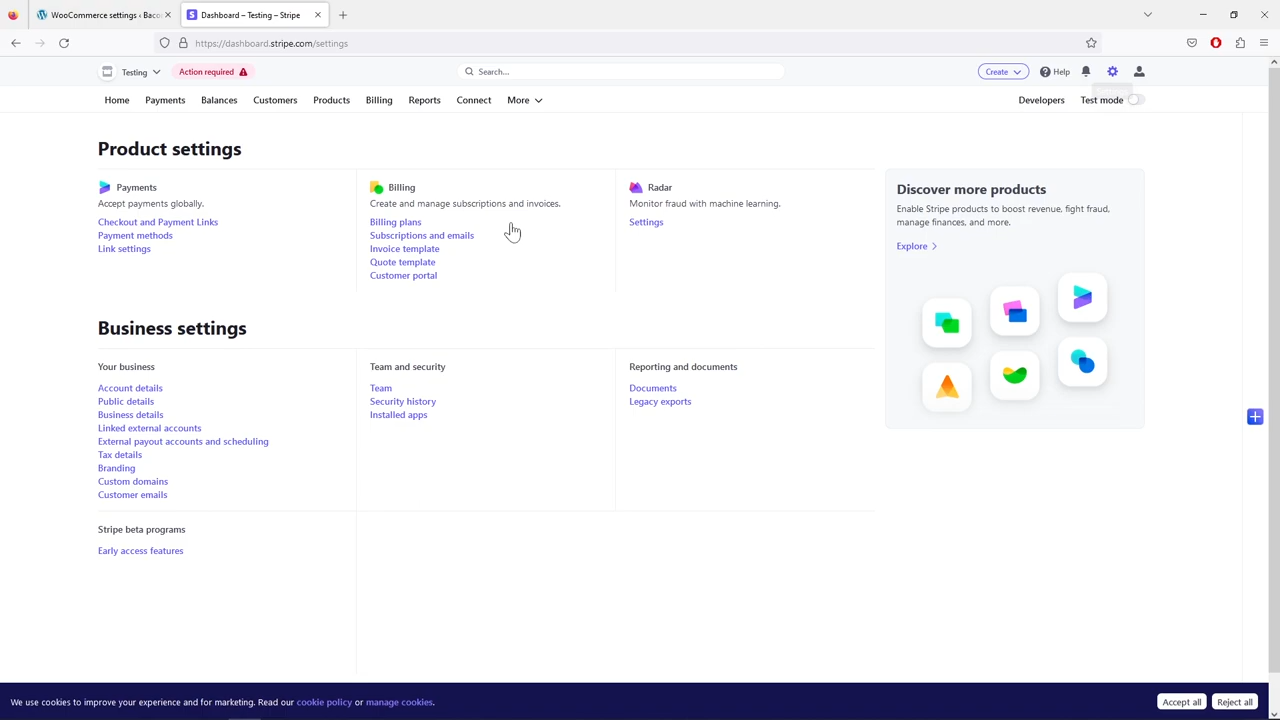 WooCommerce settings ‹ Baco
Dashboard – Testing – Stripe
https://dashboard.stripe.com/settings
Testing
Action required
Search...
Create
Help
Home
Payments
Balances
Customers
Products
Billing
Reports
Connect
More
Developers
Test mode
Product settings
Payments
Accept payments globally.
Checkout and Payment Links
Payment methods
Link settings
Billing
Create and manage subscriptions and invoices.
Billing plans
Subscriptions and emails
Invoice template
Quote template
Customer portal
Radar
Monitor fraud with machine learning.
Settings
Discover more products
Enable Stripe products to boost revenue, fight fraud,
manage finances, and more.
Explore
Business settings
Your business
Account details
Public details
Business details
Linked external accounts
External payout accounts and scheduling
Tax details
Branding
Custom domains
Customer emails
Team and security
Team
Security history
Installed apps
Reporting and documents
Documents
Legacy exports
Stripe beta programs
Early access features
We use cookies to improve your experience and for marketing. Read our cookie policy or manage cookies.
Accept all
Reject all